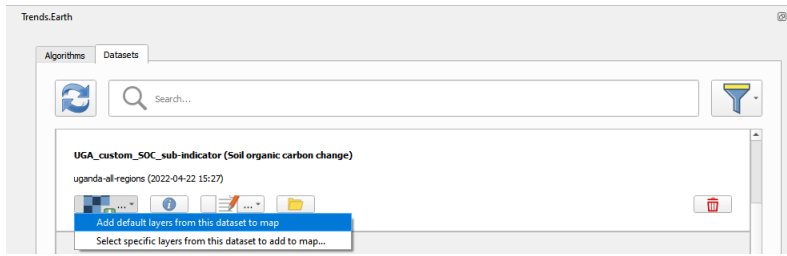 Trends.Earth
Algorithms Datasets
Search...
UGA_custom_SOC_sub-indicator (Soil organic carbon change)
uganda-all-regions (2022-04-22 15:27)
... ...
Add default layers from this dataset to map
Select specific layers from this dataset to add to map...